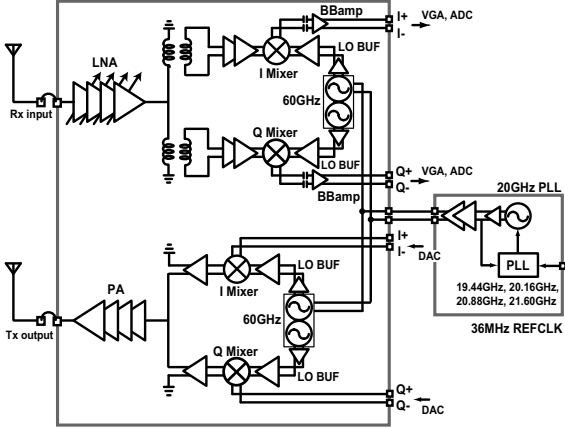 BBamp
I+
I-
VGA, ADC
LNA
LO BUF
I Mixer
60GHz
Rx input
Q Mixer
LO BUF
BBamp
Q+
Q-
VGA, ADC
20GHz PLL
I+
I-
DAC
PLL
LO BUF
I Mixer
19.44GHz, 20.16GHz,
20.88GHz, 21.60GHz
PA
60GHz
36MHz REFCLK
Tx output
Q Mixer
LO BUF
Q+
Q-
DAC